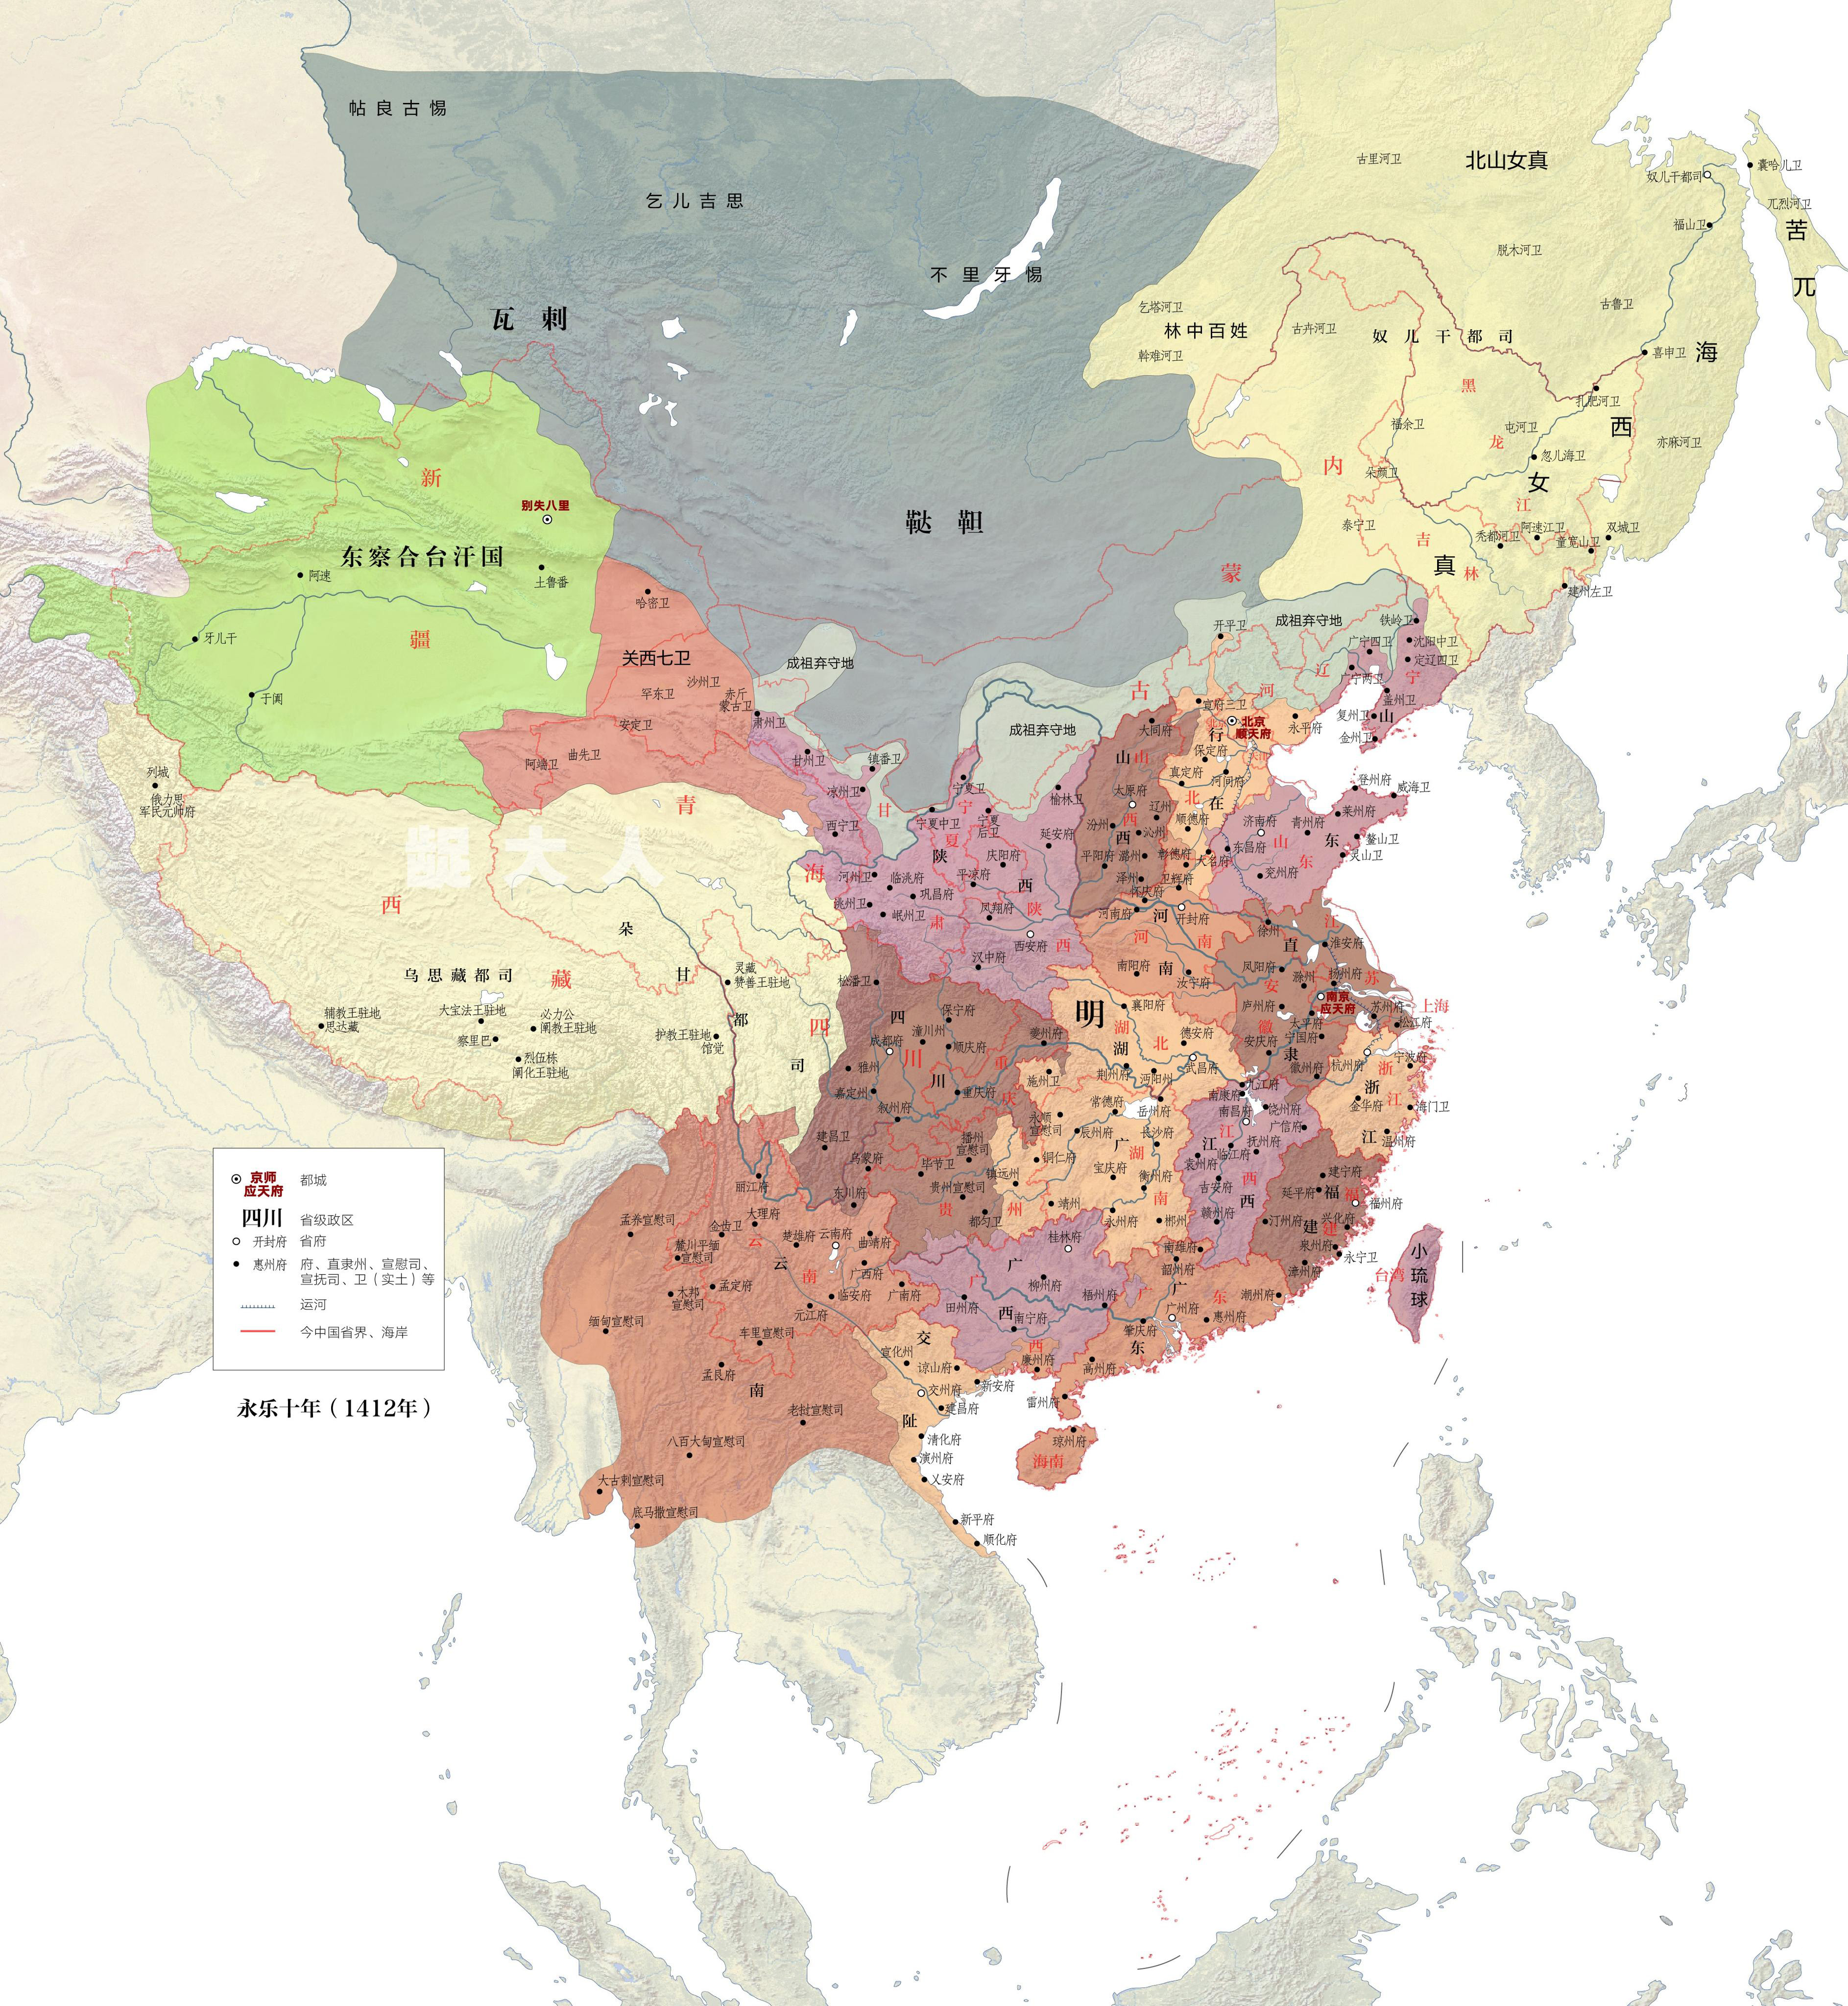 帖良古惕
乞儿吉思
不里牙惕
瓦剌
鞑靼
北山女真
古里河卫
奴儿干都司
囊哈儿卫
兀烈河卫
福山卫
苦兀
脱木河卫
古鲁卫
乞塔河卫
林中百姓
古卉河卫
奴儿干都司
斡难河卫
喜申卫
海西女真
黑龙江
扎肥河卫
福余卫
屯河卫
亦麻河卫
忽儿海卫
朵颜卫
内蒙古
泰宁卫
吉林
秃都河卫
阿速江卫
双城卫
童宽山卫
建州左卫
新疆
别失八里
东察合台汗国
阿速
土鲁番
牙儿干
于阗
哈密卫
关西七卫
沙州卫
罕东卫
赤斤
蒙古卫
安定卫
曲先卫
阿端卫
肃州卫
成祖弃守地
成祖弃守地
成祖弃守地
开平卫
铁岭卫
广宁四卫
沈阳中卫
定辽四卫
广宁两卫
辽宁
盖州卫
复州卫
金州卫
山东
河北
宣府三卫
北京
顺天府
永平府
行在
保定府
真定府
河间府
顺德府
大名府
大同府
山西
山西
太原府
辽州
汾州
沁州
平阳府
潞州
泽州
彰德府
卫辉府
怀庆府
登州府
威海卫
莱州府
济南府
青州府
鳌山卫
灵山卫
东昌府
兖州府
山东
甘州卫
镇番卫
凉州卫
甘肃
西宁卫
宁夏卫
宁夏中卫
宁夏
后卫
宁夏
榆林卫
延安府
陕西
陕西
庆阳府
河州卫
临洮府
平凉府
巩昌府
洮州卫
岷州卫
凤翔府
西安府
汉中府
青海
列城
俄力思
军民元帅府
西藏
朵甘都司
乌思藏都司
灵藏
赞善王驻地
辅教王驻地
思达藏
大宝法王驻地
必力公
阐教王驻地
察里巴
烈伍栋
阐化王驻地
护教王驻地
馆觉
握大人
河南府
开封府
河南
河南
南阳府
汝宁府
徐州
直隶
江苏
淮安府
凤阳府
滁州
扬州府
安徽
庐州府
南京
应天府
苏州府
上海
松江府
太平府
宁国府
安庆府
徽州府
杭州府
宁波府
浙江
浙江
金华府
海门卫
温州府
明
襄阳府
湖北
湖广
德安府
荆州府
沔阳州
武昌府
施州卫
常德府
岳州府
永顺
宣慰司
辰州府
长沙府
湖南
铜仁府
宝庆府
衡州府
镇远州
靖州
永州府
郴州
松潘卫
四川
四川
保宁府
潼川州
成都府
顺庆府
夔州府
重庆
雅州
嘉定州
重庆府
叙州府
建昌卫
乌蒙府
东川府
播州
宣慰司
毕节卫
贵州宣慰司
贵州
都匀卫
九江府
南康府
南昌府
饶州府
广信府
江西
江西
抚州府
临江府
袁州府
吉安府
赣州府
建宁府
延平府
福建
福建
福州府
汀州府
兴化府
泉州府
永宁卫
漳州府
小琉球
台湾
丽江府
大理府
孟养宣慰司
金齿卫
楚雄府
云南府
曲靖府
麓川平缅
宣慰司
云南
云南
广西府
孟定府
木邦
宣慰司
临安府
广南府
元江府
缅甸宣慰司
车里宣慰司
孟艮府
老挝宣慰司
八百大甸宣慰司
大古剌宣慰司
底马撒宣慰司
桂林府
广西
广西
柳州府
田州府
梧州府
南宁府
南雄府
韶州府
广东
广东
潮州府
广州府
惠州府
肇庆府
廉州府
高州府
雷州府
琼州府
海南
交阯
宣化州
谅山府
交州府
新安府
建昌府
清化府
演州府
乂安府
新平府
顺化府
京师
应天府
都城
四川
省级政区
开封府
省府
惠州府
府、直隶州、宣慰司、
宣抚司、卫（实土）等
运河
今中国省界、海岸
永乐十年（1412年）